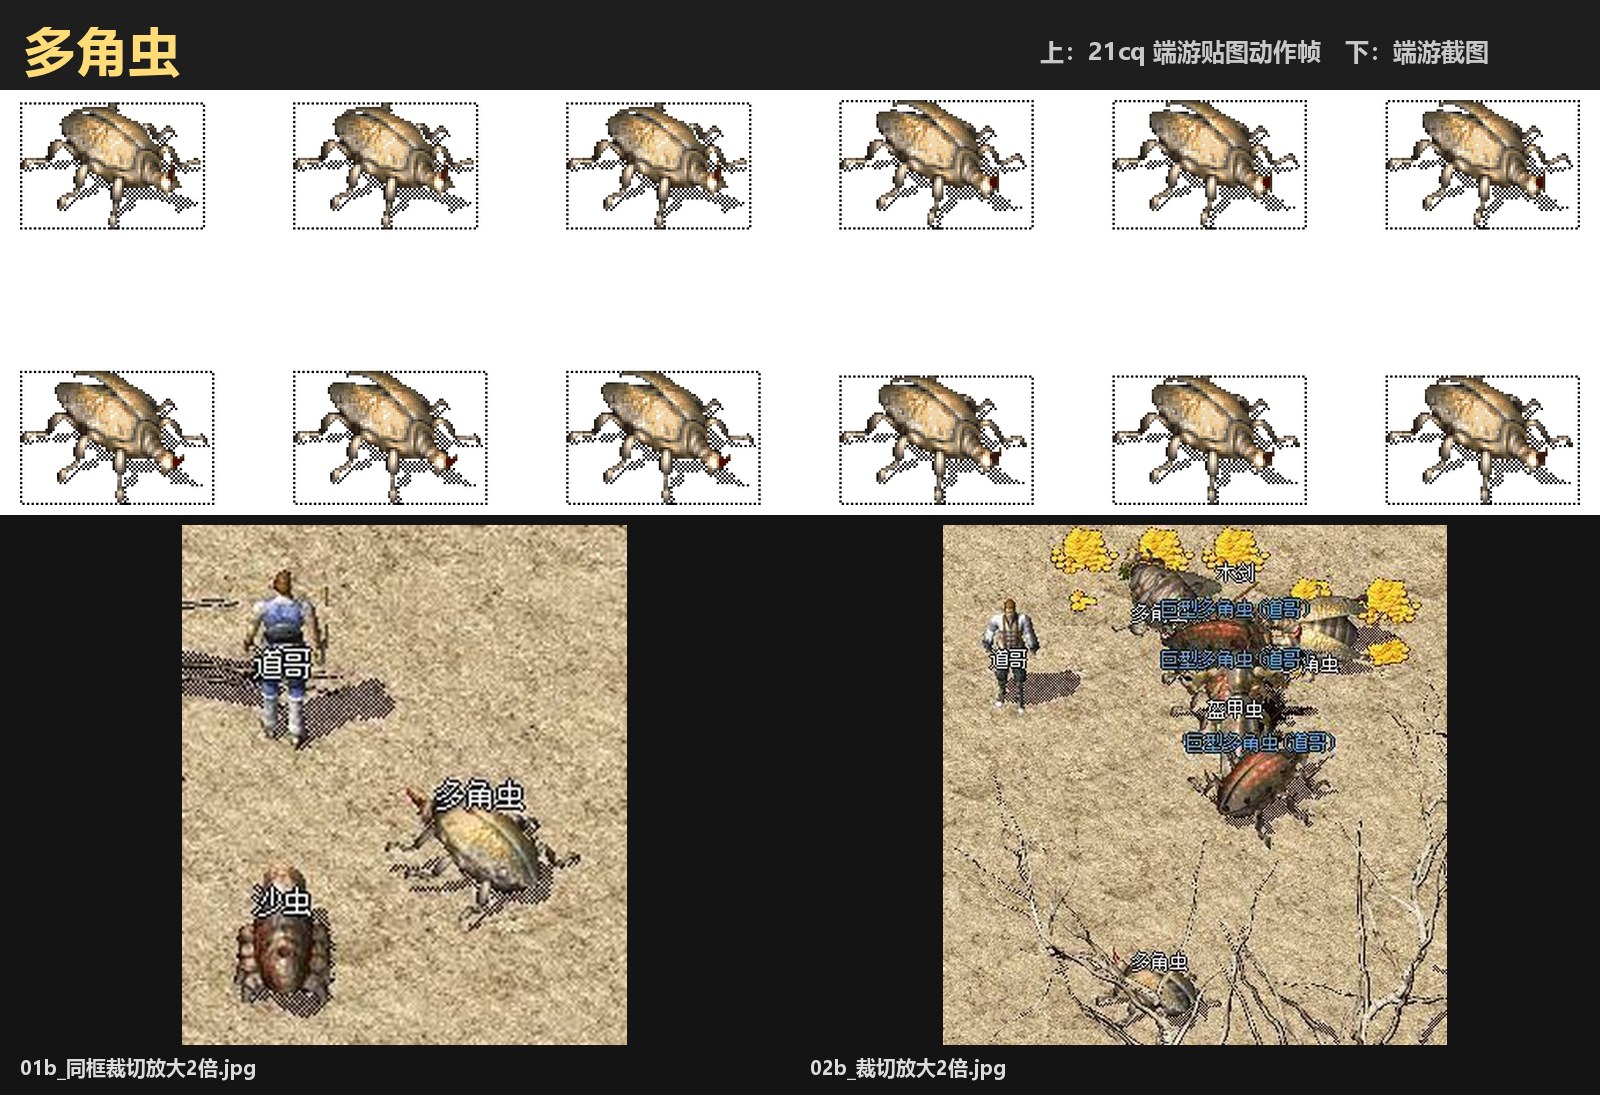 多角虫
上：21cq 端游贴图动作帧　下：端游截图
道哥
多角虫
沙虫
木剑
巨型多角虫(道哥)
道哥
巨型多角虫(道哥)
角虫
盔甲虫
巨型多角虫(道哥)
多角虫
01b_同框裁切放大2倍.jpg
02b_裁切放大2倍.jpg